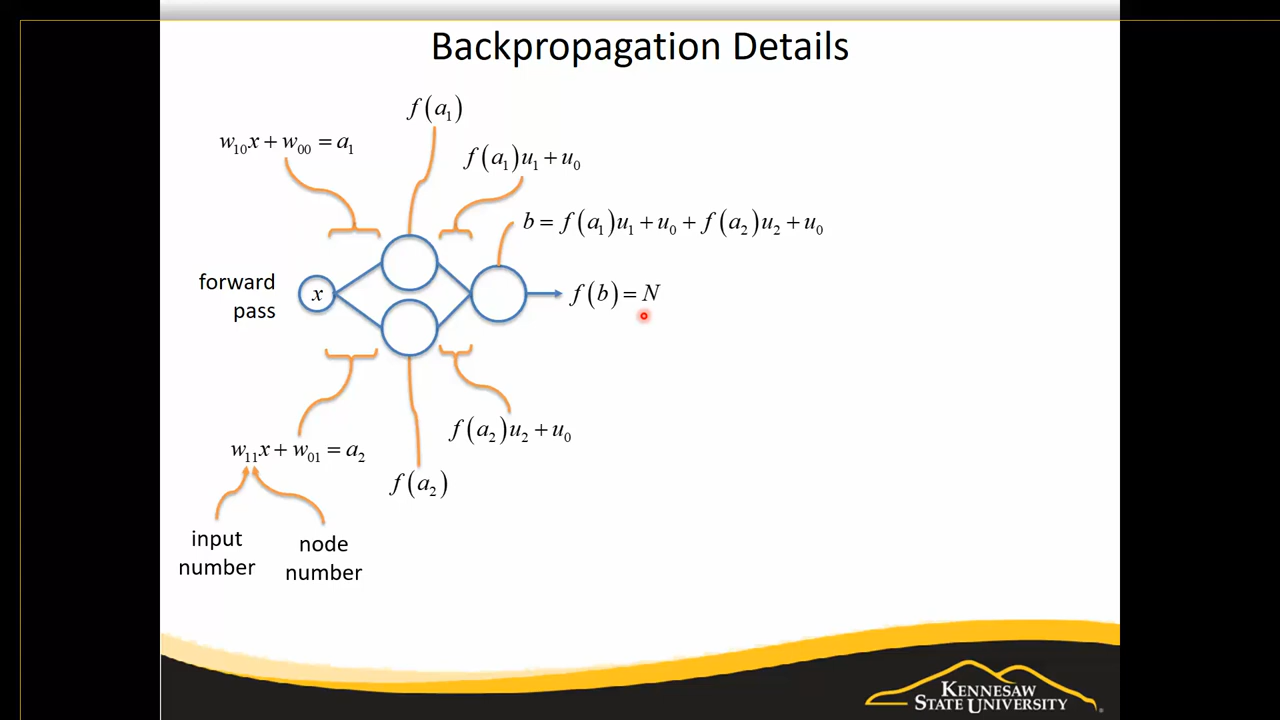 Backpropagation Details
f(a₁)
w₁₀x + w₀₀ = a₁
f(a₁)u₁ + u₀
b = f(a₁)u₁ + u₀ + f(a₂)u₂ + u₀
forward
pass
x
f(b) = N
f(a₂)u₂ + u₀
w₁₁x + w₀₁ = a₂
f(a₂)
input
number
node
number
KENNESAW
STATE UNIVERSITY